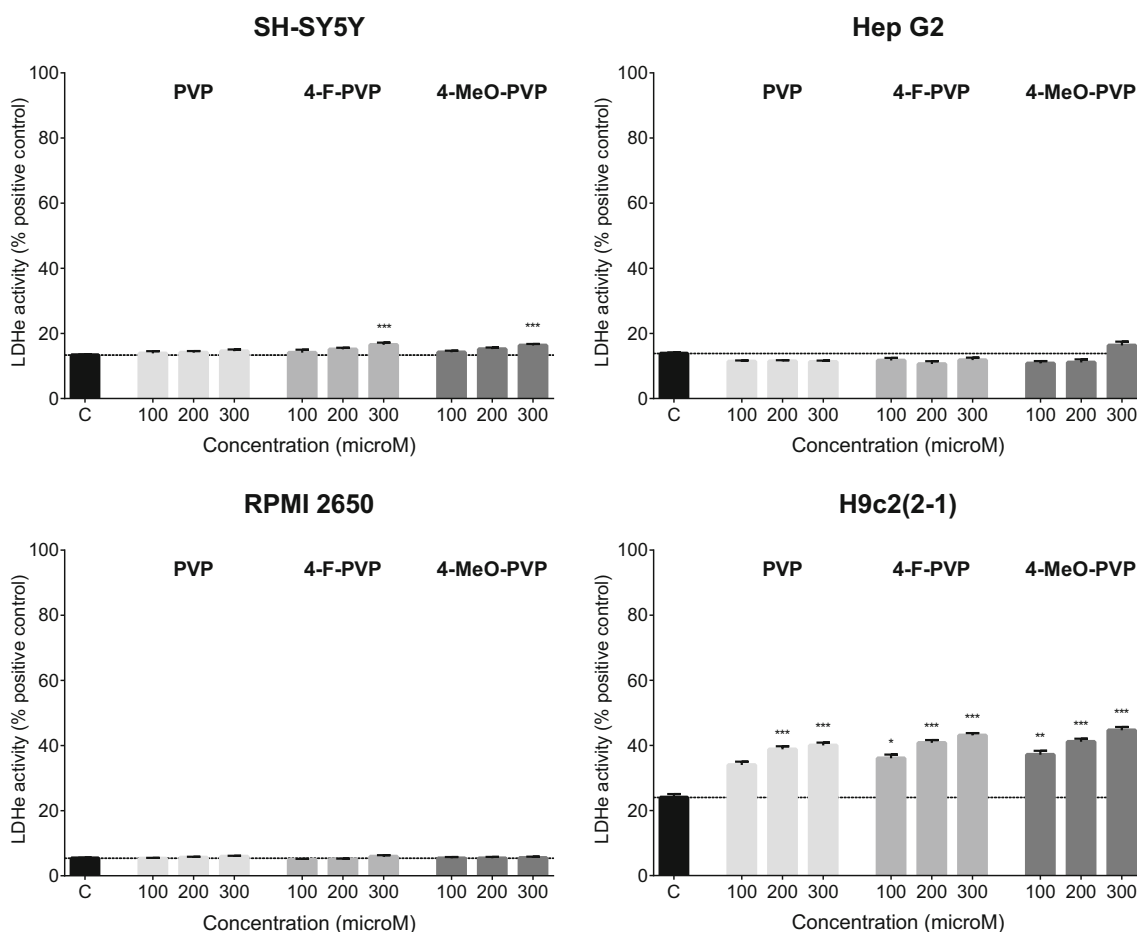 SH-SY5Y
LDHe activity (% positive control)
100
80
60
40
20
0
PVP 4-F-PVP 4-MeO-PVP
*** ***
C 100 200 300 100 200 300 100 200 300
Concentration (microM)
Hep G2
LDHe activity (% positive control)
100
80
60
40
20
0
PVP 4-F-PVP 4-MeO-PVP
C 100 200 300 100 200 300 100 200 300
Concentration (microM)
RPMI 2650
LDHe activity (% positive control)
100
80
60
40
20
0
PVP 4-F-PVP 4-MeO-PVP
C 100 200 300 100 200 300 100 200 300
Concentration (microM)
H9c2(2-1)
LDHe activity (% positive control)
100
80
60
40
20
0
PVP 4-F-PVP 4-MeO-PVP
*** *** * *** *** ** *** ***
C 100 200 300 100 200 300 100 200 300
Concentration (microM)